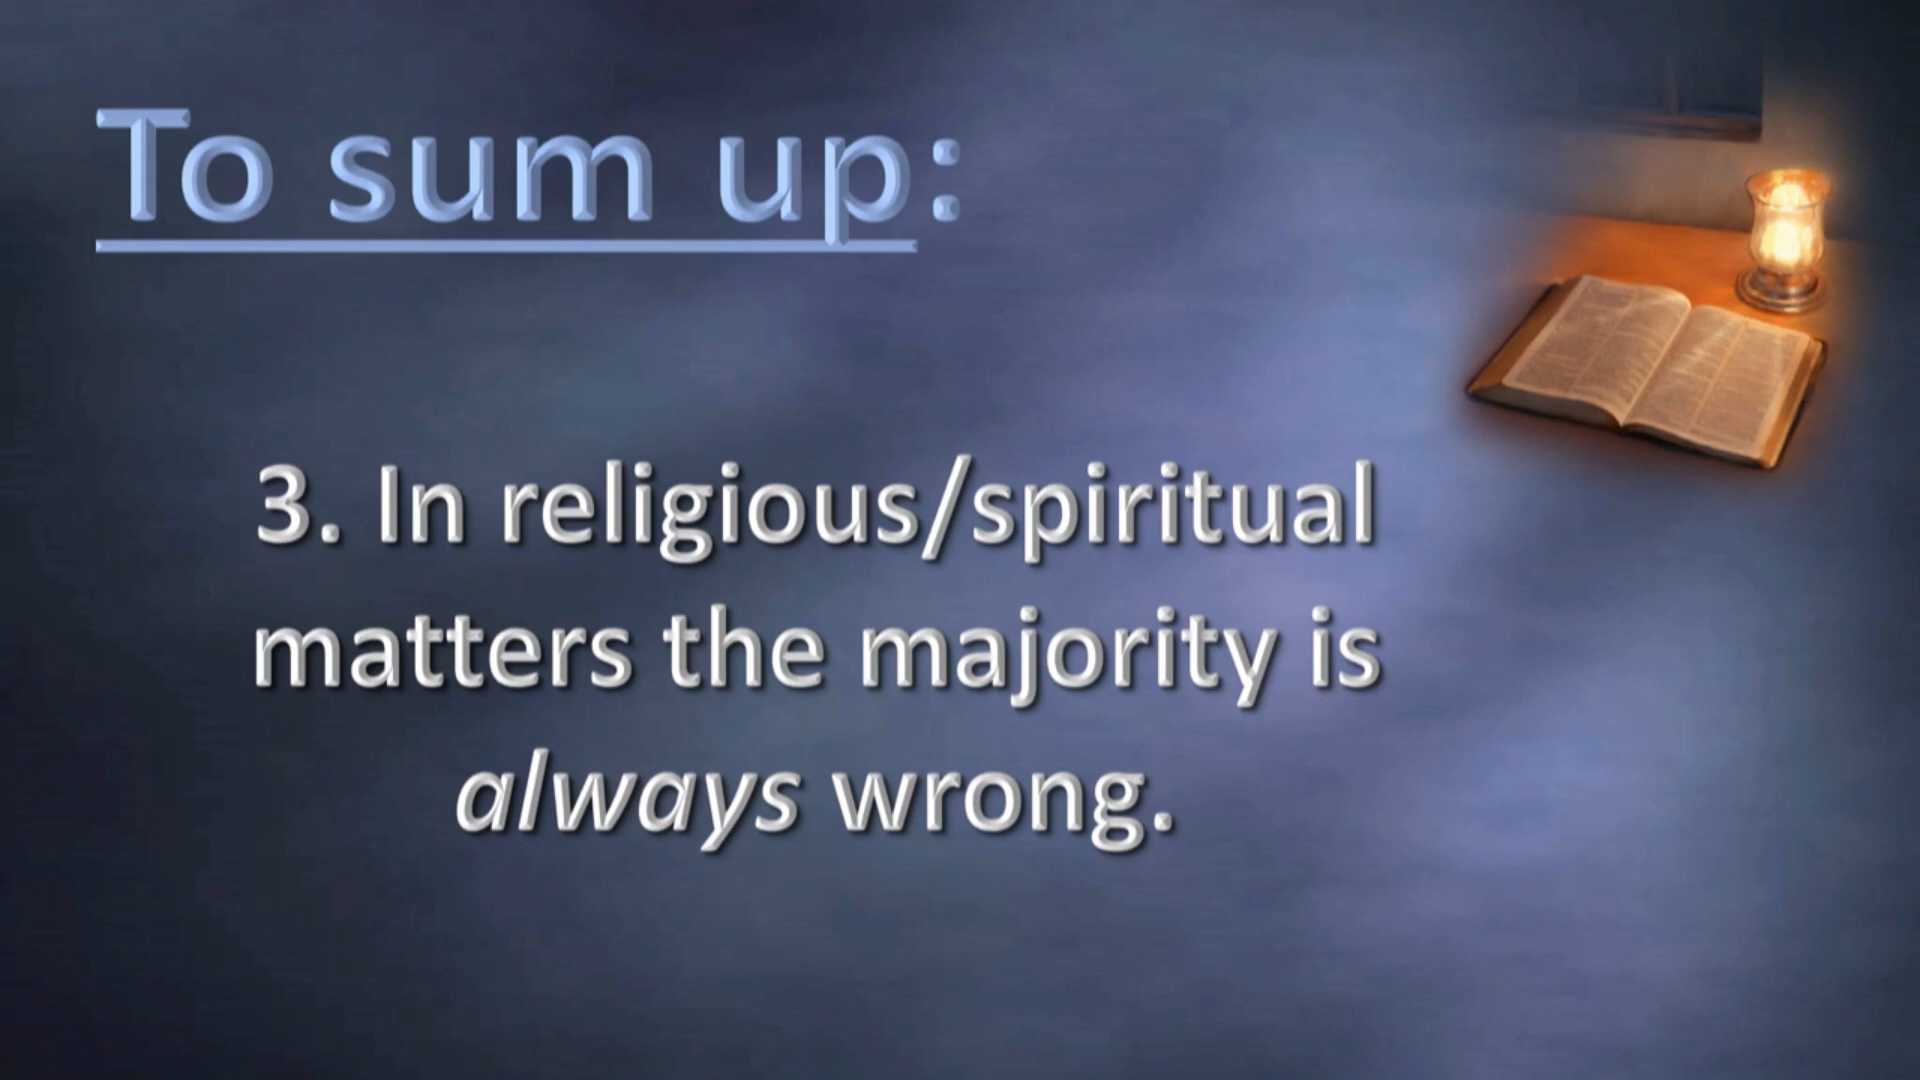 To sum up:
3. In religious/spiritual
matters the majority is
always wrong.